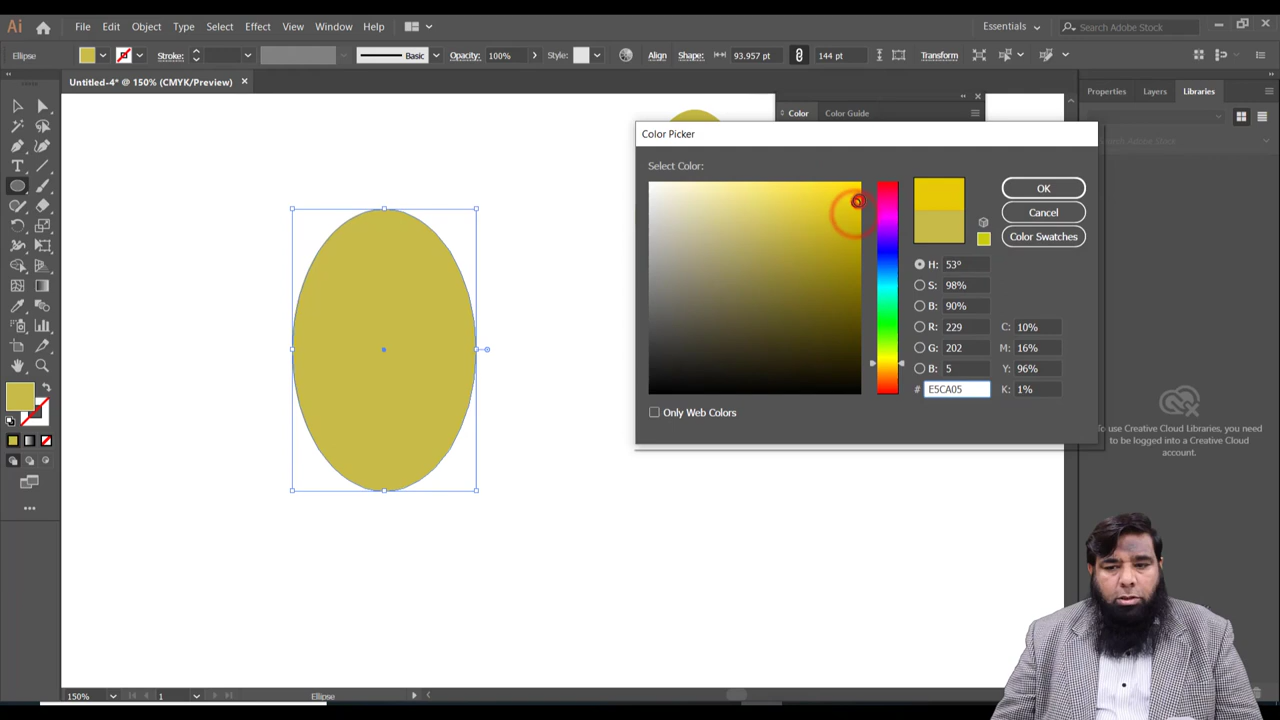 Ai File Edit Object Type Select Effect View Window Help Essentials Search Adobe Stock
Ellipse Stroke: Basic Opacity: 100% Style: Align Shape: 93.957 pt 144 pt Transform
Untitled-4* @ 150% (CMYK/Preview)
Properties Layers Libraries
Color Color Guide
Color Picker
Select Color:
OK
Cancel
Color Swatches
H: 53°
S: 98%
B: 90%
R: 229 C: 10%
G: 202 M: 16%
B: 5 Y: 96%
# E5CA05 K: 1%
Only Web Colors
Search Adobe Stock
To use Creative Cloud Libraries, you need
to be logged into a Creative Cloud
account.
150% 1 Ellipse